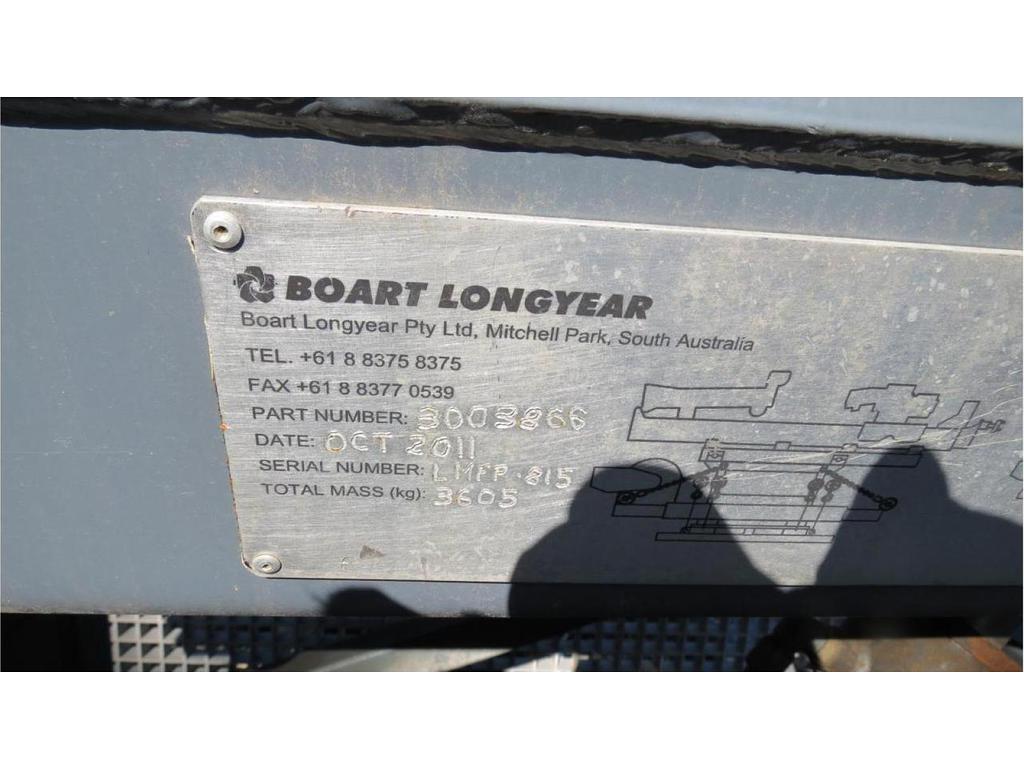 BOART LONGYEAR
Boart Longyear Pty Ltd, Mitchell Park, South Australia
TEL. +61 8 8375 8375
FAX +61 8 8377 0539
PART NUMBER: 3003866
DATE: OCT 2011
SERIAL NUMBER: LMFP-815
TOTAL MASS (kg): 3605